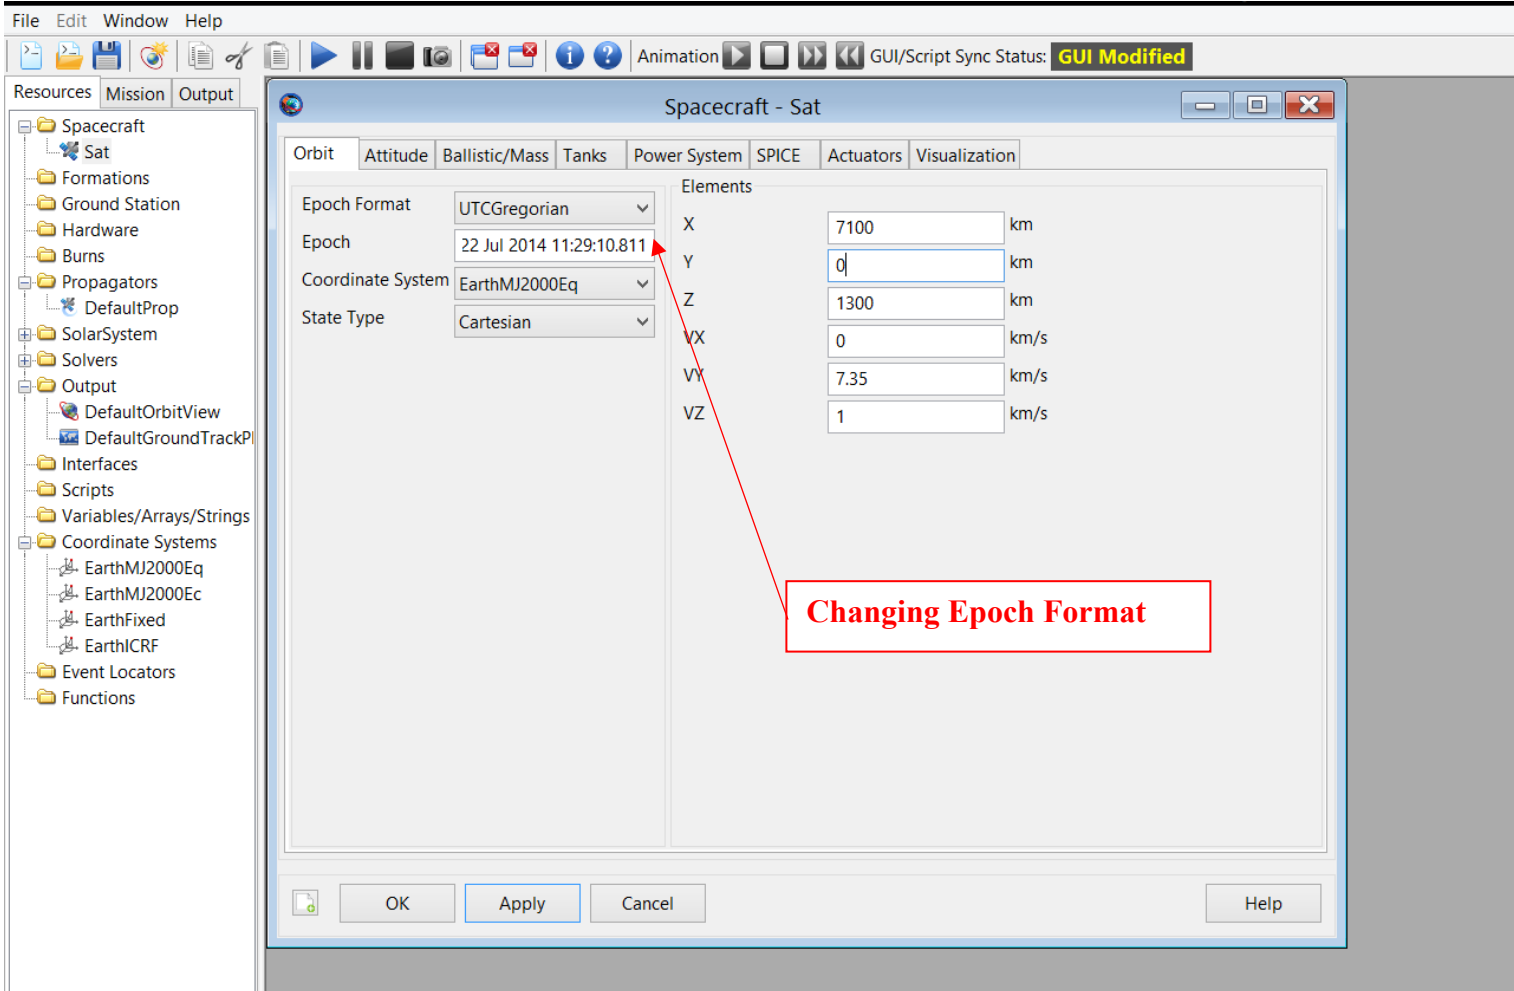 File Edit Window Help
Animation GUI/Script Sync Status: GUI Modified
Resources Mission Output
Spacecraft
Sat
Formations
Ground Station
Hardware
Burns
Propagators
DefaultProp
SolarSystem
Solvers
Output
DefaultOrbitView
DefaultGroundTrackPl
Interfaces
Scripts
Variables/Arrays/Strings
Coordinate Systems
EarthMJ2000Eq
EarthMJ2000Ec
EarthFixed
EarthICRF
Event Locators
Functions
Spacecraft - Sat
Orbit Attitude Ballistic/Mass Tanks Power System SPICE Actuators Visualization
Epoch Format UTCGregorian
Epoch 22 Jul 2014 11:29:10.811
Coordinate System EarthMJ2000Eq
State Type Cartesian
Elements
X 7100 km
Y 0 km
Z 1300 km
VX 0 km/s
VY 7.35 km/s
VZ 1 km/s
Changing Epoch Format
OK Apply Cancel Help